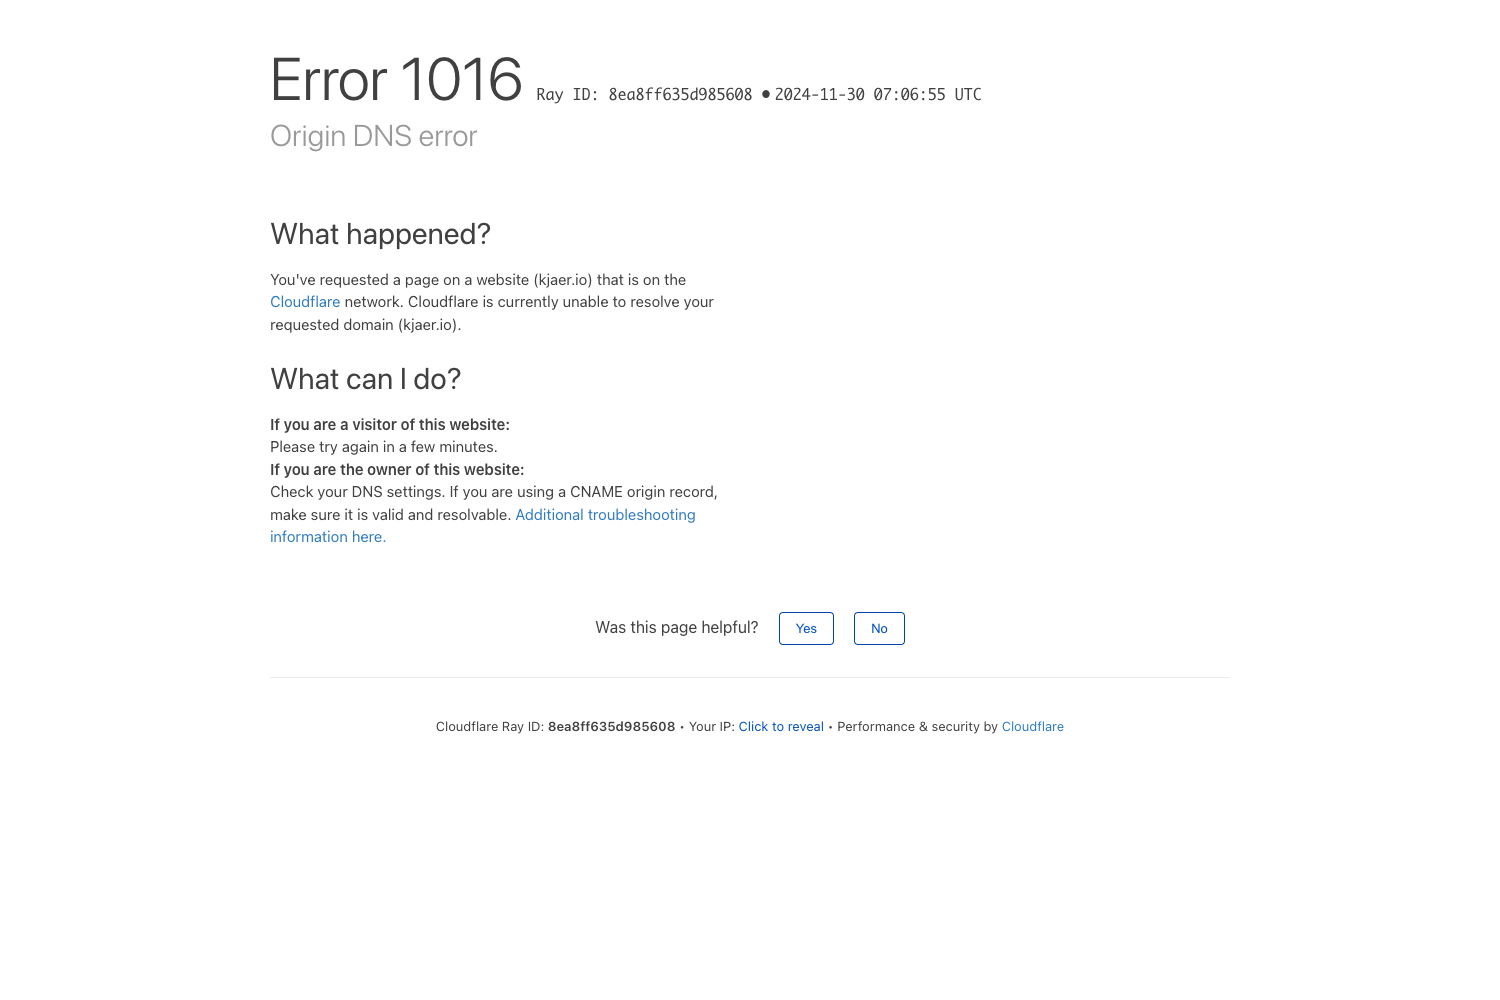 Error 1016 Ray ID: 8ea8ff635d985608 • 2024-11-30 07:06:55 UTC
Origin DNS error
What happened?
You've requested a page on a website (kjaer.io) that is on the
Cloudflare network. Cloudflare is currently unable to resolve your
requested domain (kjaer.io).
What can I do?
If you are a visitor of this website:
Please try again in a few minutes.
If you are the owner of this website:
Check your DNS settings. If you are using a CNAME origin record,
make sure it is valid and resolvable. Additional troubleshooting
information here.
Was this page helpful? Yes No
Cloudflare Ray ID: 8ea8ff635d985608 • Your IP: Click to reveal • Performance & security by Cloudflare